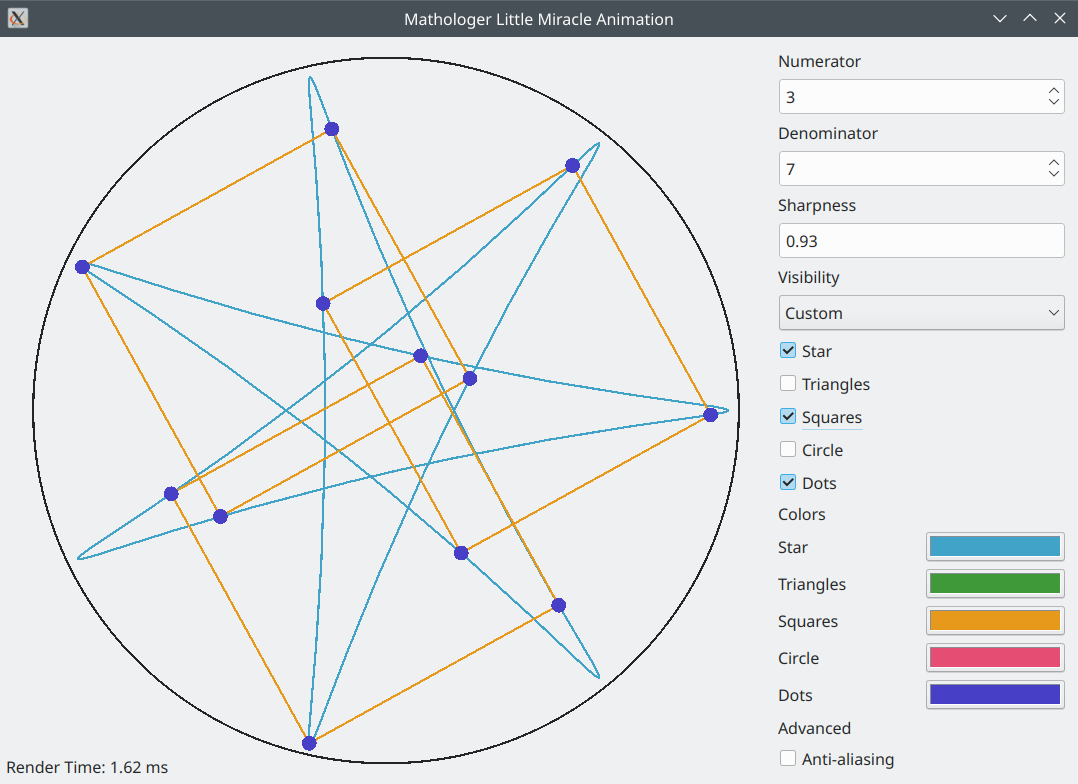 Mathologer Little Miracle Animation
Numerator
3
Denominator
7
Sharpness
0.93
Visibility
Custom
Star
Triangles
Squares
Circle
Dots
Colors
Star
Triangles
Squares
Circle
Dots
Advanced
Anti-aliasing
Render Time: 1.62 ms